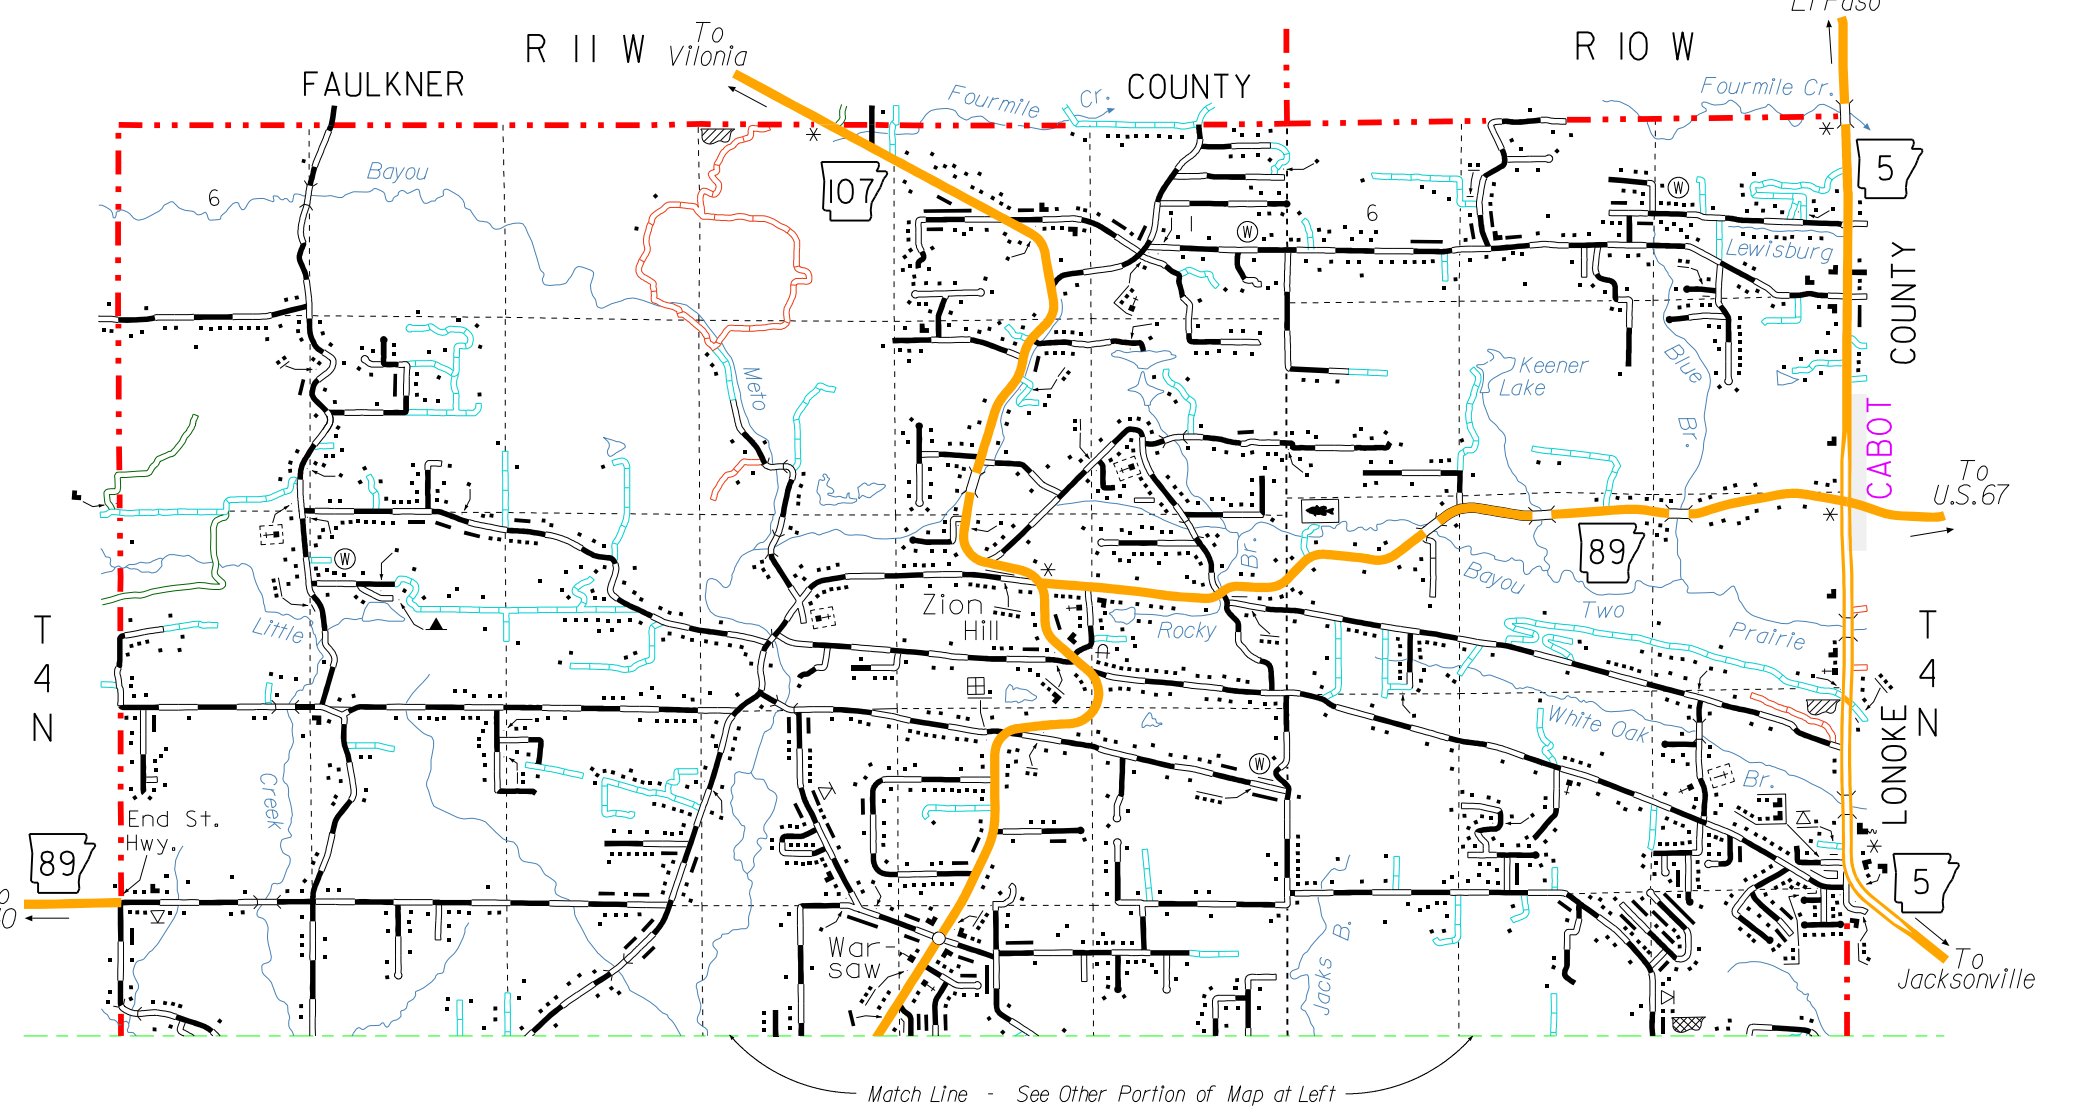 El Paso
To
Vilonia
R 11 W
R 10 W
FAULKNER
COUNTY
Fourmile
Cr.
Fourmile Cr.
5
107
Bayou
6
W
6
W
Lewisburg
COUNTY
Meto
Keener
Lake
Blue
Br.
CABOT
To
U.S.67
89
W
Br.
Bayou
Two
Prairie
Zion
Hill
Rocky
Little
T
4
N
T
4
N
White Oak
Br.
W
LONOKE
Creek
End St.
Hwy.
89
5
War-
saw
Jacks
B.
To
Jacksonville
Match Line - See Other Portion of Map at Left